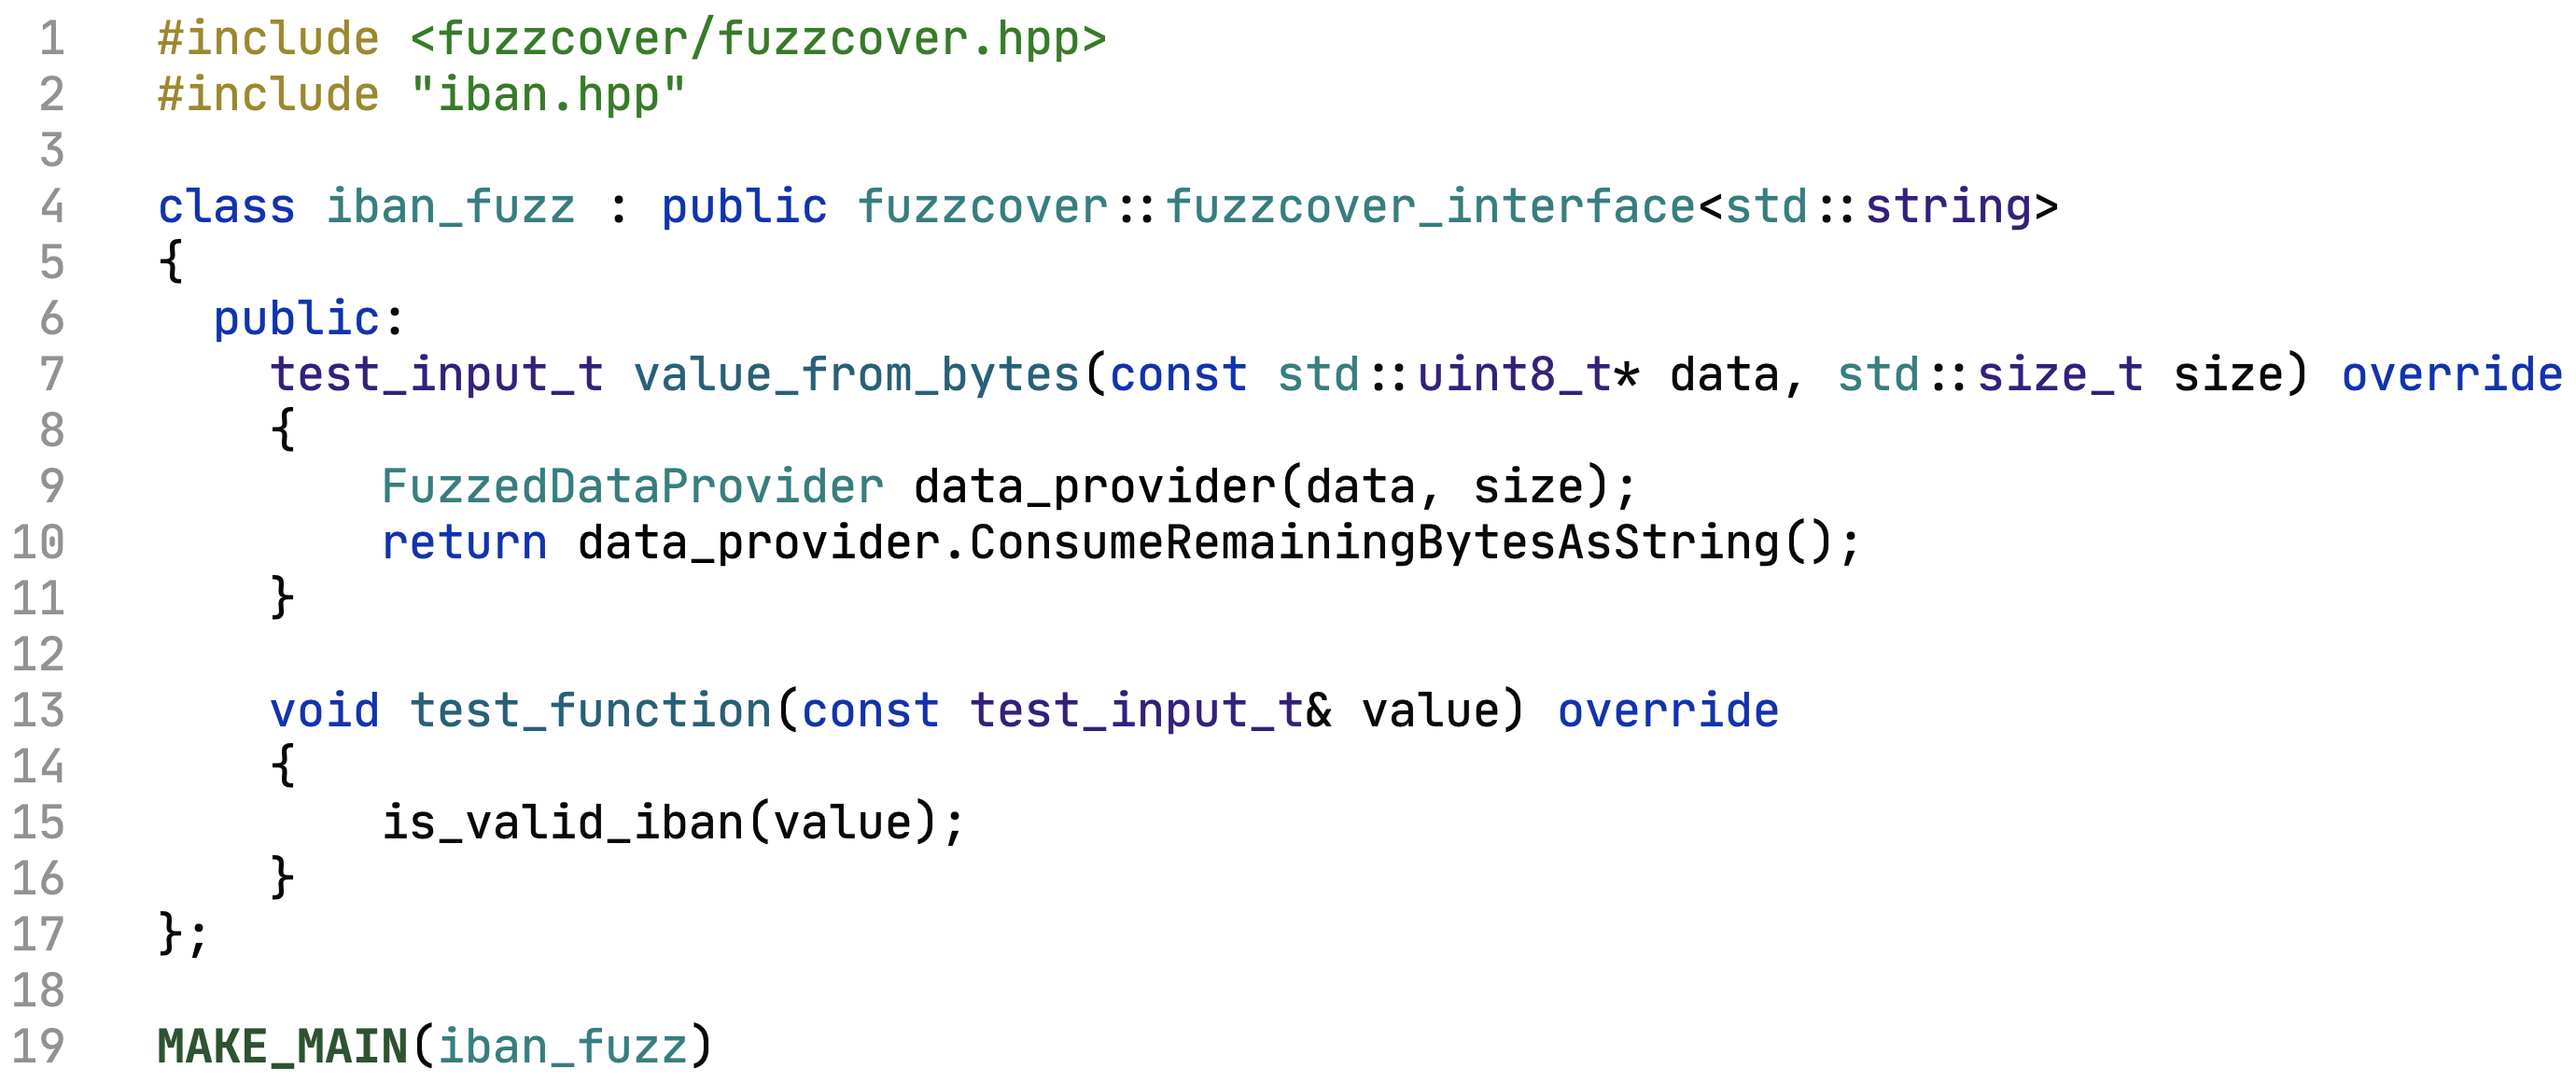 1 #include <fuzzcover/fuzzcover.hpp>
2 #include "iban.hpp"
3
4 class iban_fuzz : public fuzzcover::fuzzcover_interface<std::string>
5 {
6   public:
7     test_input_t value_from_bytes(const std::uint8_t* data, std::size_t size) override
8     {
9         FuzzedDataProvider data_provider(data, size);
10         return data_provider.ConsumeRemainingBytesAsString();
11     }
12
13     void test_function(const test_input_t& value) override
14     {
15         is_valid_iban(value);
16     }
17 };
18
19 MAKE_MAIN(iban_fuzz)